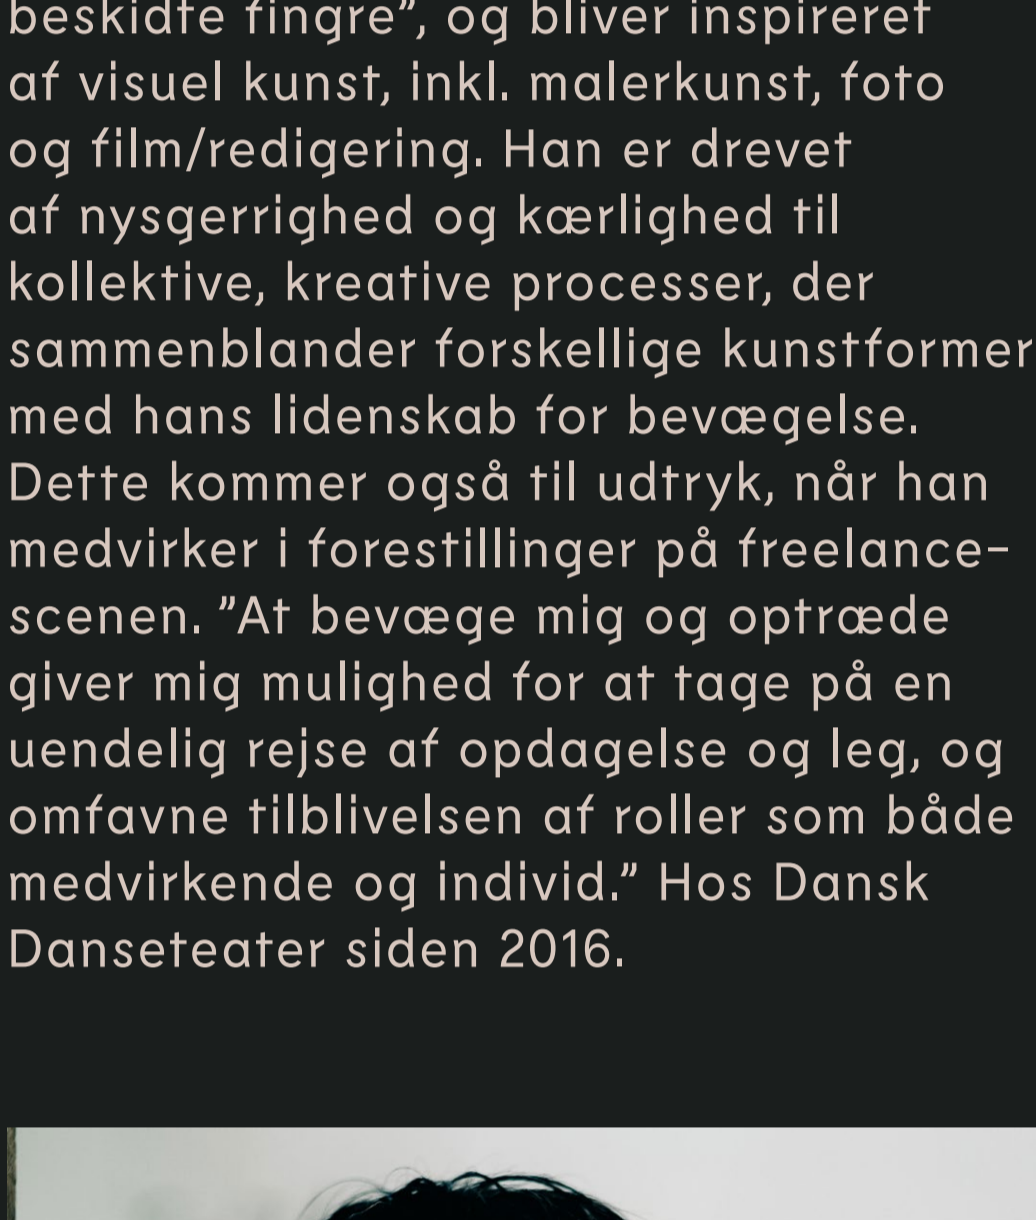 beskidte fingre”, og bliver inspireret
af visuel kunst, inkl. malerkunst, foto
og film/redigering. Han er drevet
af nysgerrighed og kærlighed til
kollektive, kreative processer, der
sammenblander forskellige kunstformer
med hans lidenskab for bevægelse.
Dette kommer også til udtryk, når han
medvirker i forestillinger på freelance-
scenen. ”At bevæge mig og optræde
giver mig mulighed for at tage på en
uendelig rejse af opdagelse og leg, og
omfavne tilblivelsen af roller som både
medvirkende og individ.” Hos Dansk
Danseteater siden 2016.